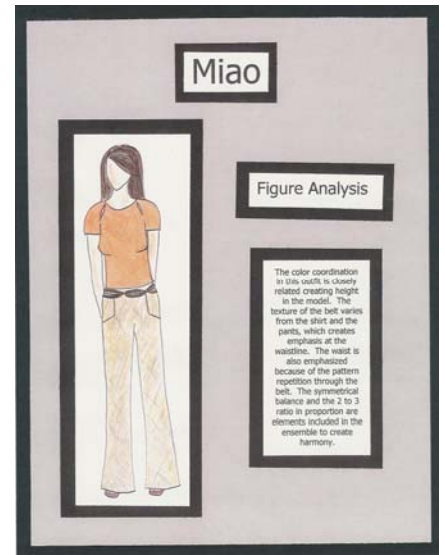 Miao
Figure Analysis
The color coordination
in this outfit is closely
related creating height
in the model. The
texture of the belt varies
from the shirt and the
pants, which creates
emphasis at the
waistline. The waist is
also emphasized
because of the pattern
repetition through the
belt. The symmetrical
balance and the 2 to 3
ratio in proportion are
elements included in the
ensemble to create
harmony.